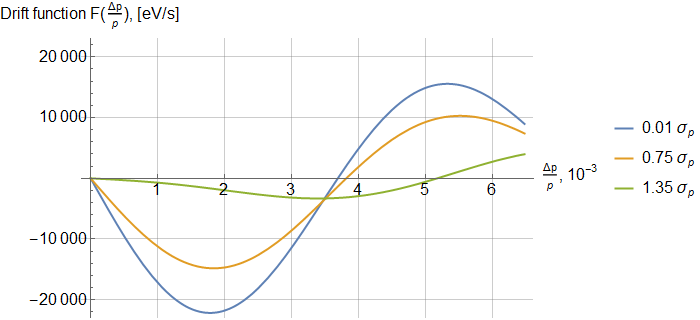 Drift function F(Δp/p), [eV/s]
20 000
10 000
-10 000
-20 000
1 2 3 4 5 6
Δp/p, 10⁻³
0.01 σₚ
0.75 σₚ
1.35 σₚ